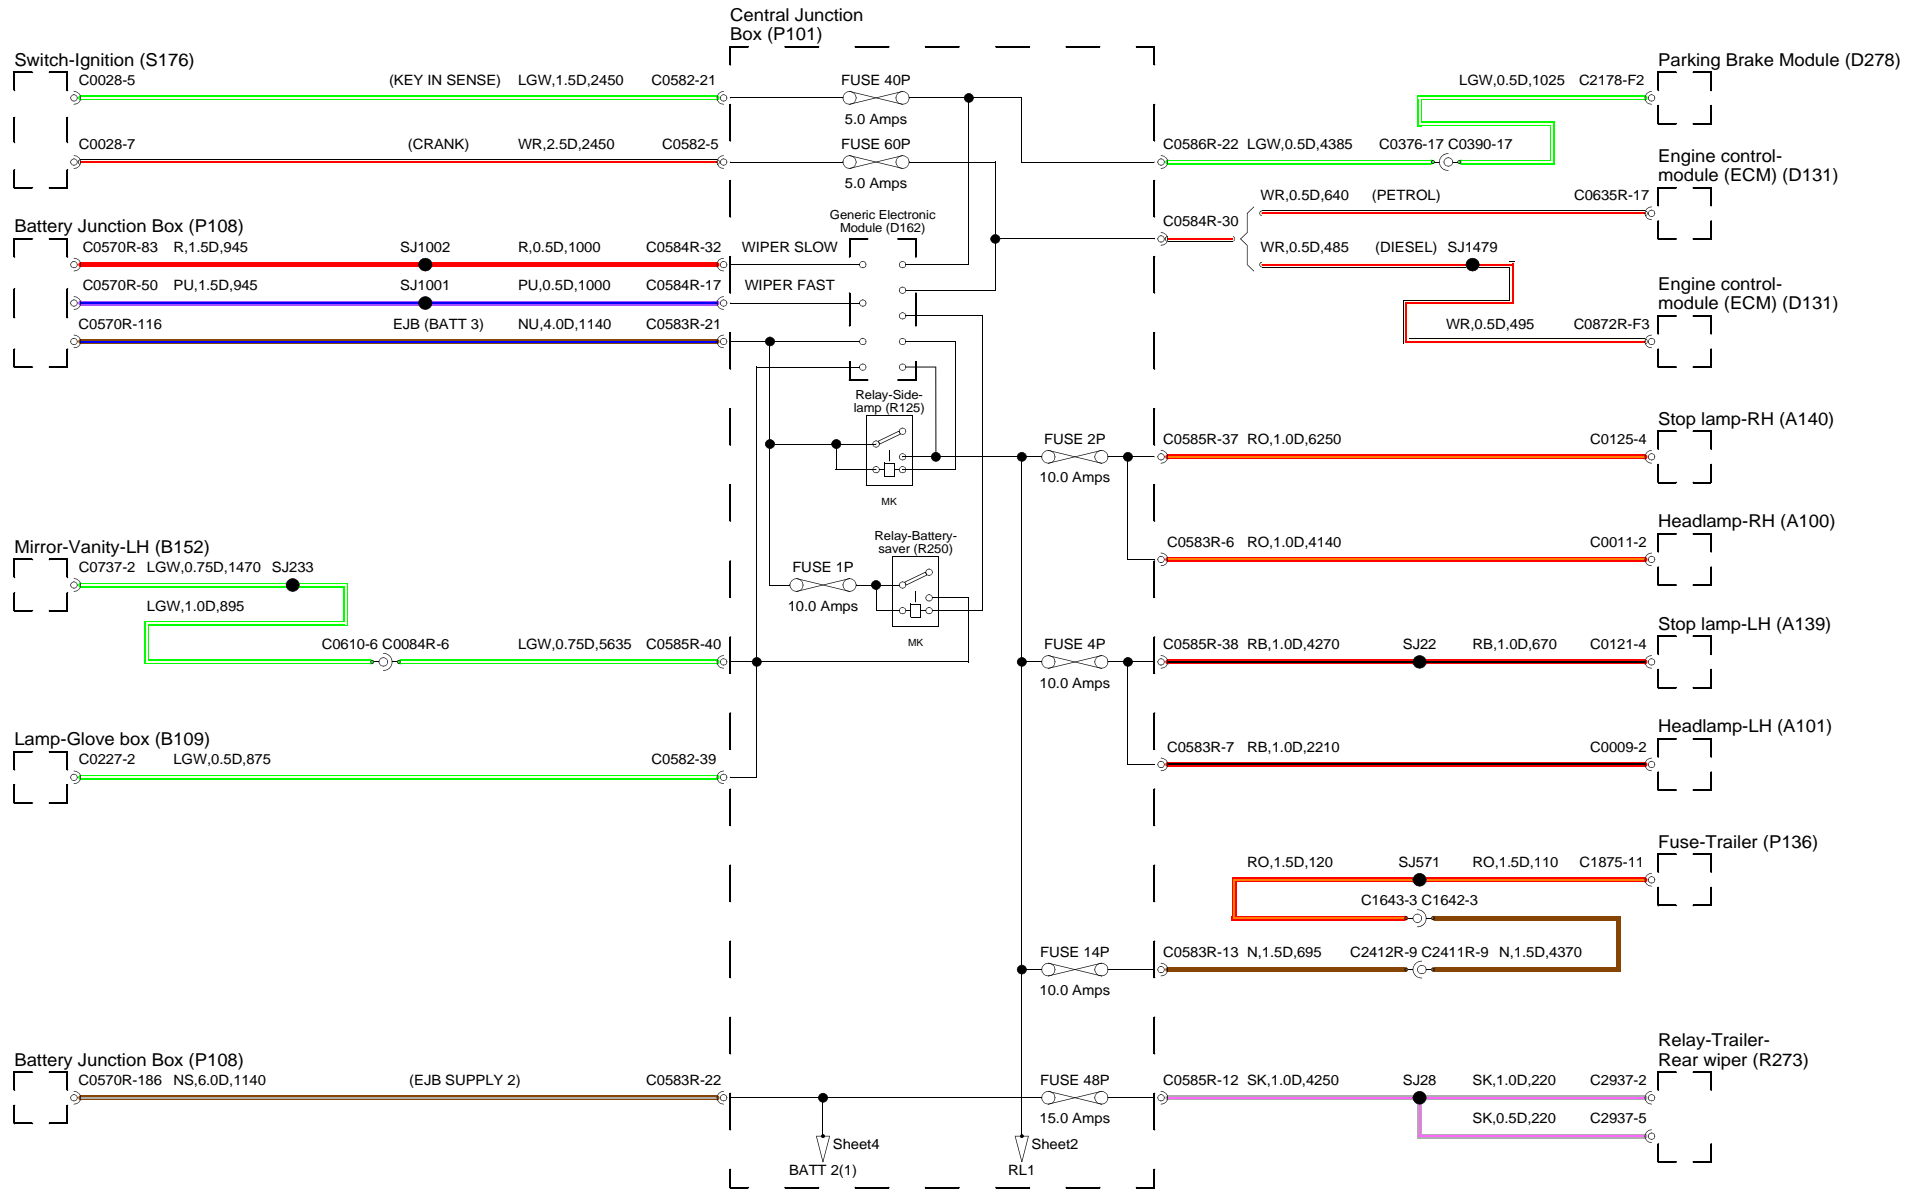 Central Junction
Box (P101)
Switch-Ignition (S176)
C0028-5 (KEY IN SENSE) LGW,1.5D,2450 C0582-21
FUSE 40P
5.0 Amps
C0028-7 (CRANK) WR,2.5D,2450 C0582-5
FUSE 60P
5.0 Amps
Parking Brake Module (D278)
LGW,0.5D,1025 C2178-F2
C0586R-22 LGW,0.5D,4385 C0376-17 C0390-17
Engine control-
module (ECM) (D131)
WR,0.5D,640 (PETROL) C0635R-17
C0584R-30
WR,0.5D,485 (DIESEL) SJ1479
Engine control-
module (ECM) (D131)
WR,0.5D,495 C0872R-F3
Battery Junction Box (P108)
C0570R-83 R,1.5D,945 SJ1002 R,0.5D,1000 C0584R-32 WIPER SLOW
C0570R-50 PU,1.5D,945 SJ1001 PU,0.5D,1000 C0584R-17 WIPER FAST
C0570R-116 EJB (BATT 3) NU,4.0D,1140 C0583R-21
Generic Electronic
Module (D162)
Relay-Side-
lamp (R125)
MK
FUSE 2P
10.0 Amps
Stop lamp-RH (A140)
C0585R-37 RO,1.0D,6250 C0125-4
Headlamp-RH (A100)
C0583R-6 RO,1.0D,4140 C0011-2
Relay-Battery-
saver (R250)
MK
FUSE 1P
10.0 Amps
Mirror-Vanity-LH (B152)
C0737-2 LGW,0.75D,1470 SJ233
LGW,1.0D,895
C0610-6 C0084R-6 LGW,0.75D,5635 C0585R-40
FUSE 4P
10.0 Amps
Stop lamp-LH (A139)
C0585R-38 RB,1.0D,4270 SJ22 RB,1.0D,670 C0121-4
Lamp-Glove box (B109)
C0227-2 LGW,0.5D,875 C0582-39
Headlamp-LH (A101)
C0583R-7 RB,1.0D,2210 C0009-2
Fuse-Trailer (P136)
RO,1.5D,120 SJ571 RO,1.5D,110 C1875-11
C1643-3 C1642-3
FUSE 14P
10.0 Amps
C0583R-13 N,1.5D,695 C2412R-9 C2411R-9 N,1.5D,4370
Battery Junction Box (P108)
C0570R-186 NS,6.0D,1140 (EJB SUPPLY 2) C0583R-22
FUSE 48P
15.0 Amps
Relay-Trailer-
Rear wiper (R273)
C0585R-12 SK,1.0D,4250 SJ28 SK,1.0D,220 C2937-2
SK,0.5D,220 C2937-5
Sheet4
BATT 2(1)
Sheet2
RL1